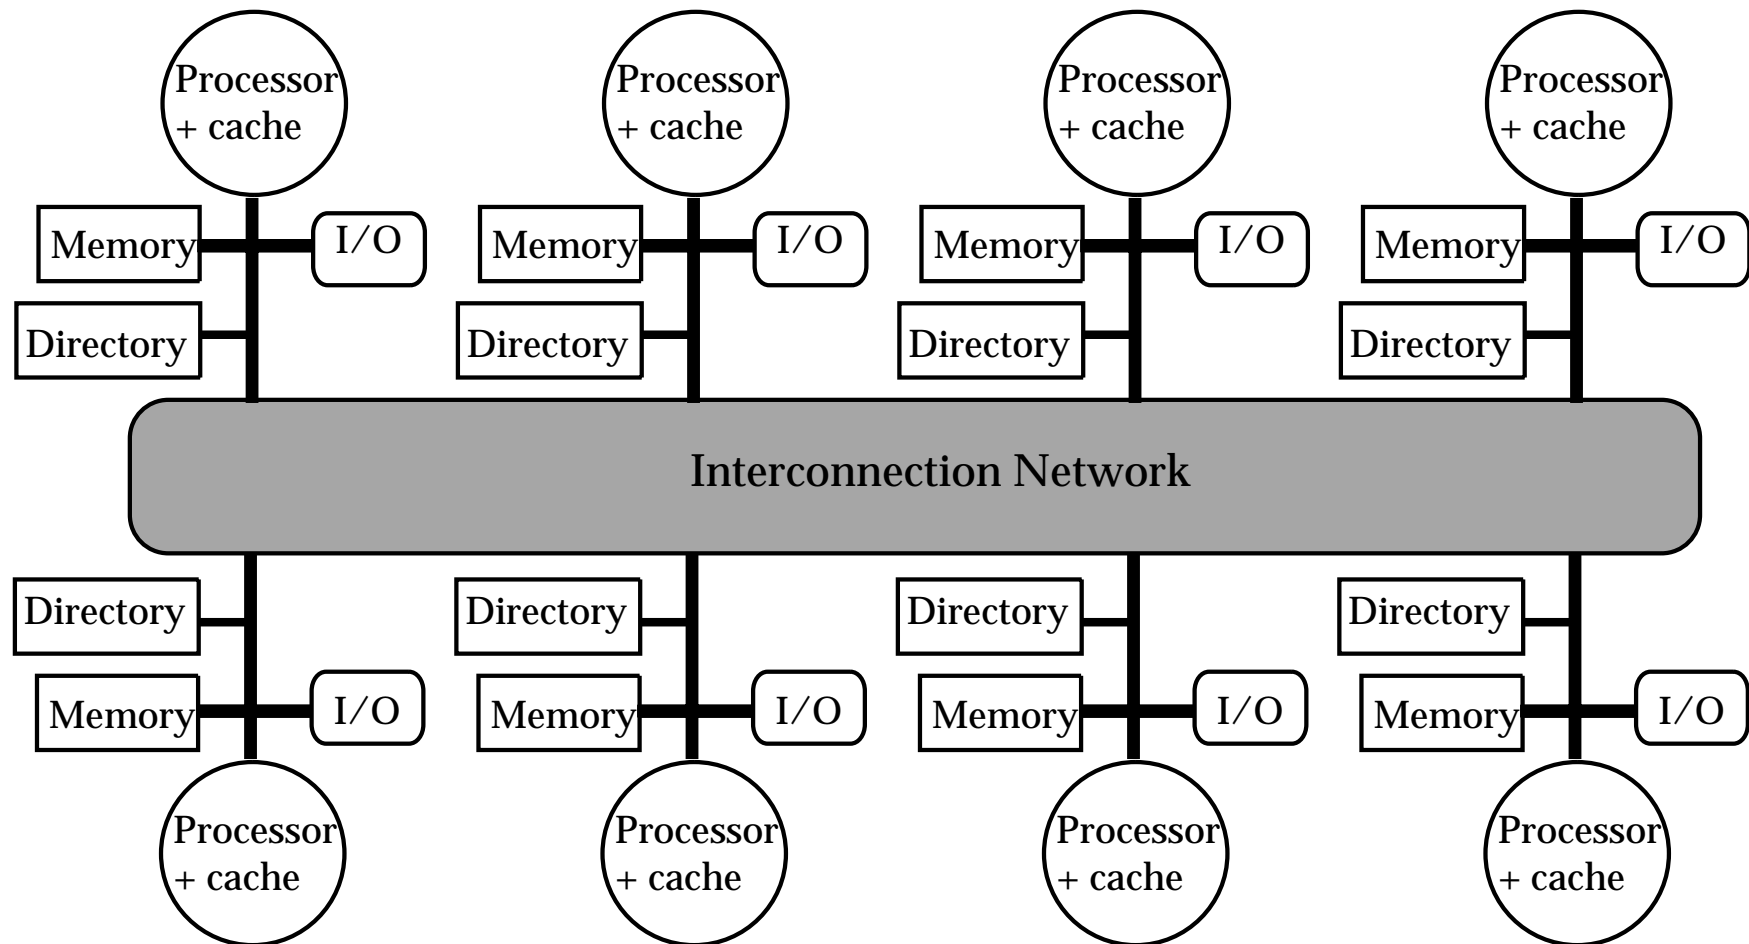 Processor
+ cache
Processor
+ cache
Processor
+ cache
Processor
+ cache
Memory
I/O
Memory
I/O
Memory
I/O
Memory
I/O
Directory
Directory
Directory
Directory
Interconnection Network
Directory
Directory
Directory
Directory
Memory
I/O
Memory
I/O
Memory
I/O
Memory
I/O
Processor
+ cache
Processor
+ cache
Processor
+ cache
Processor
+ cache